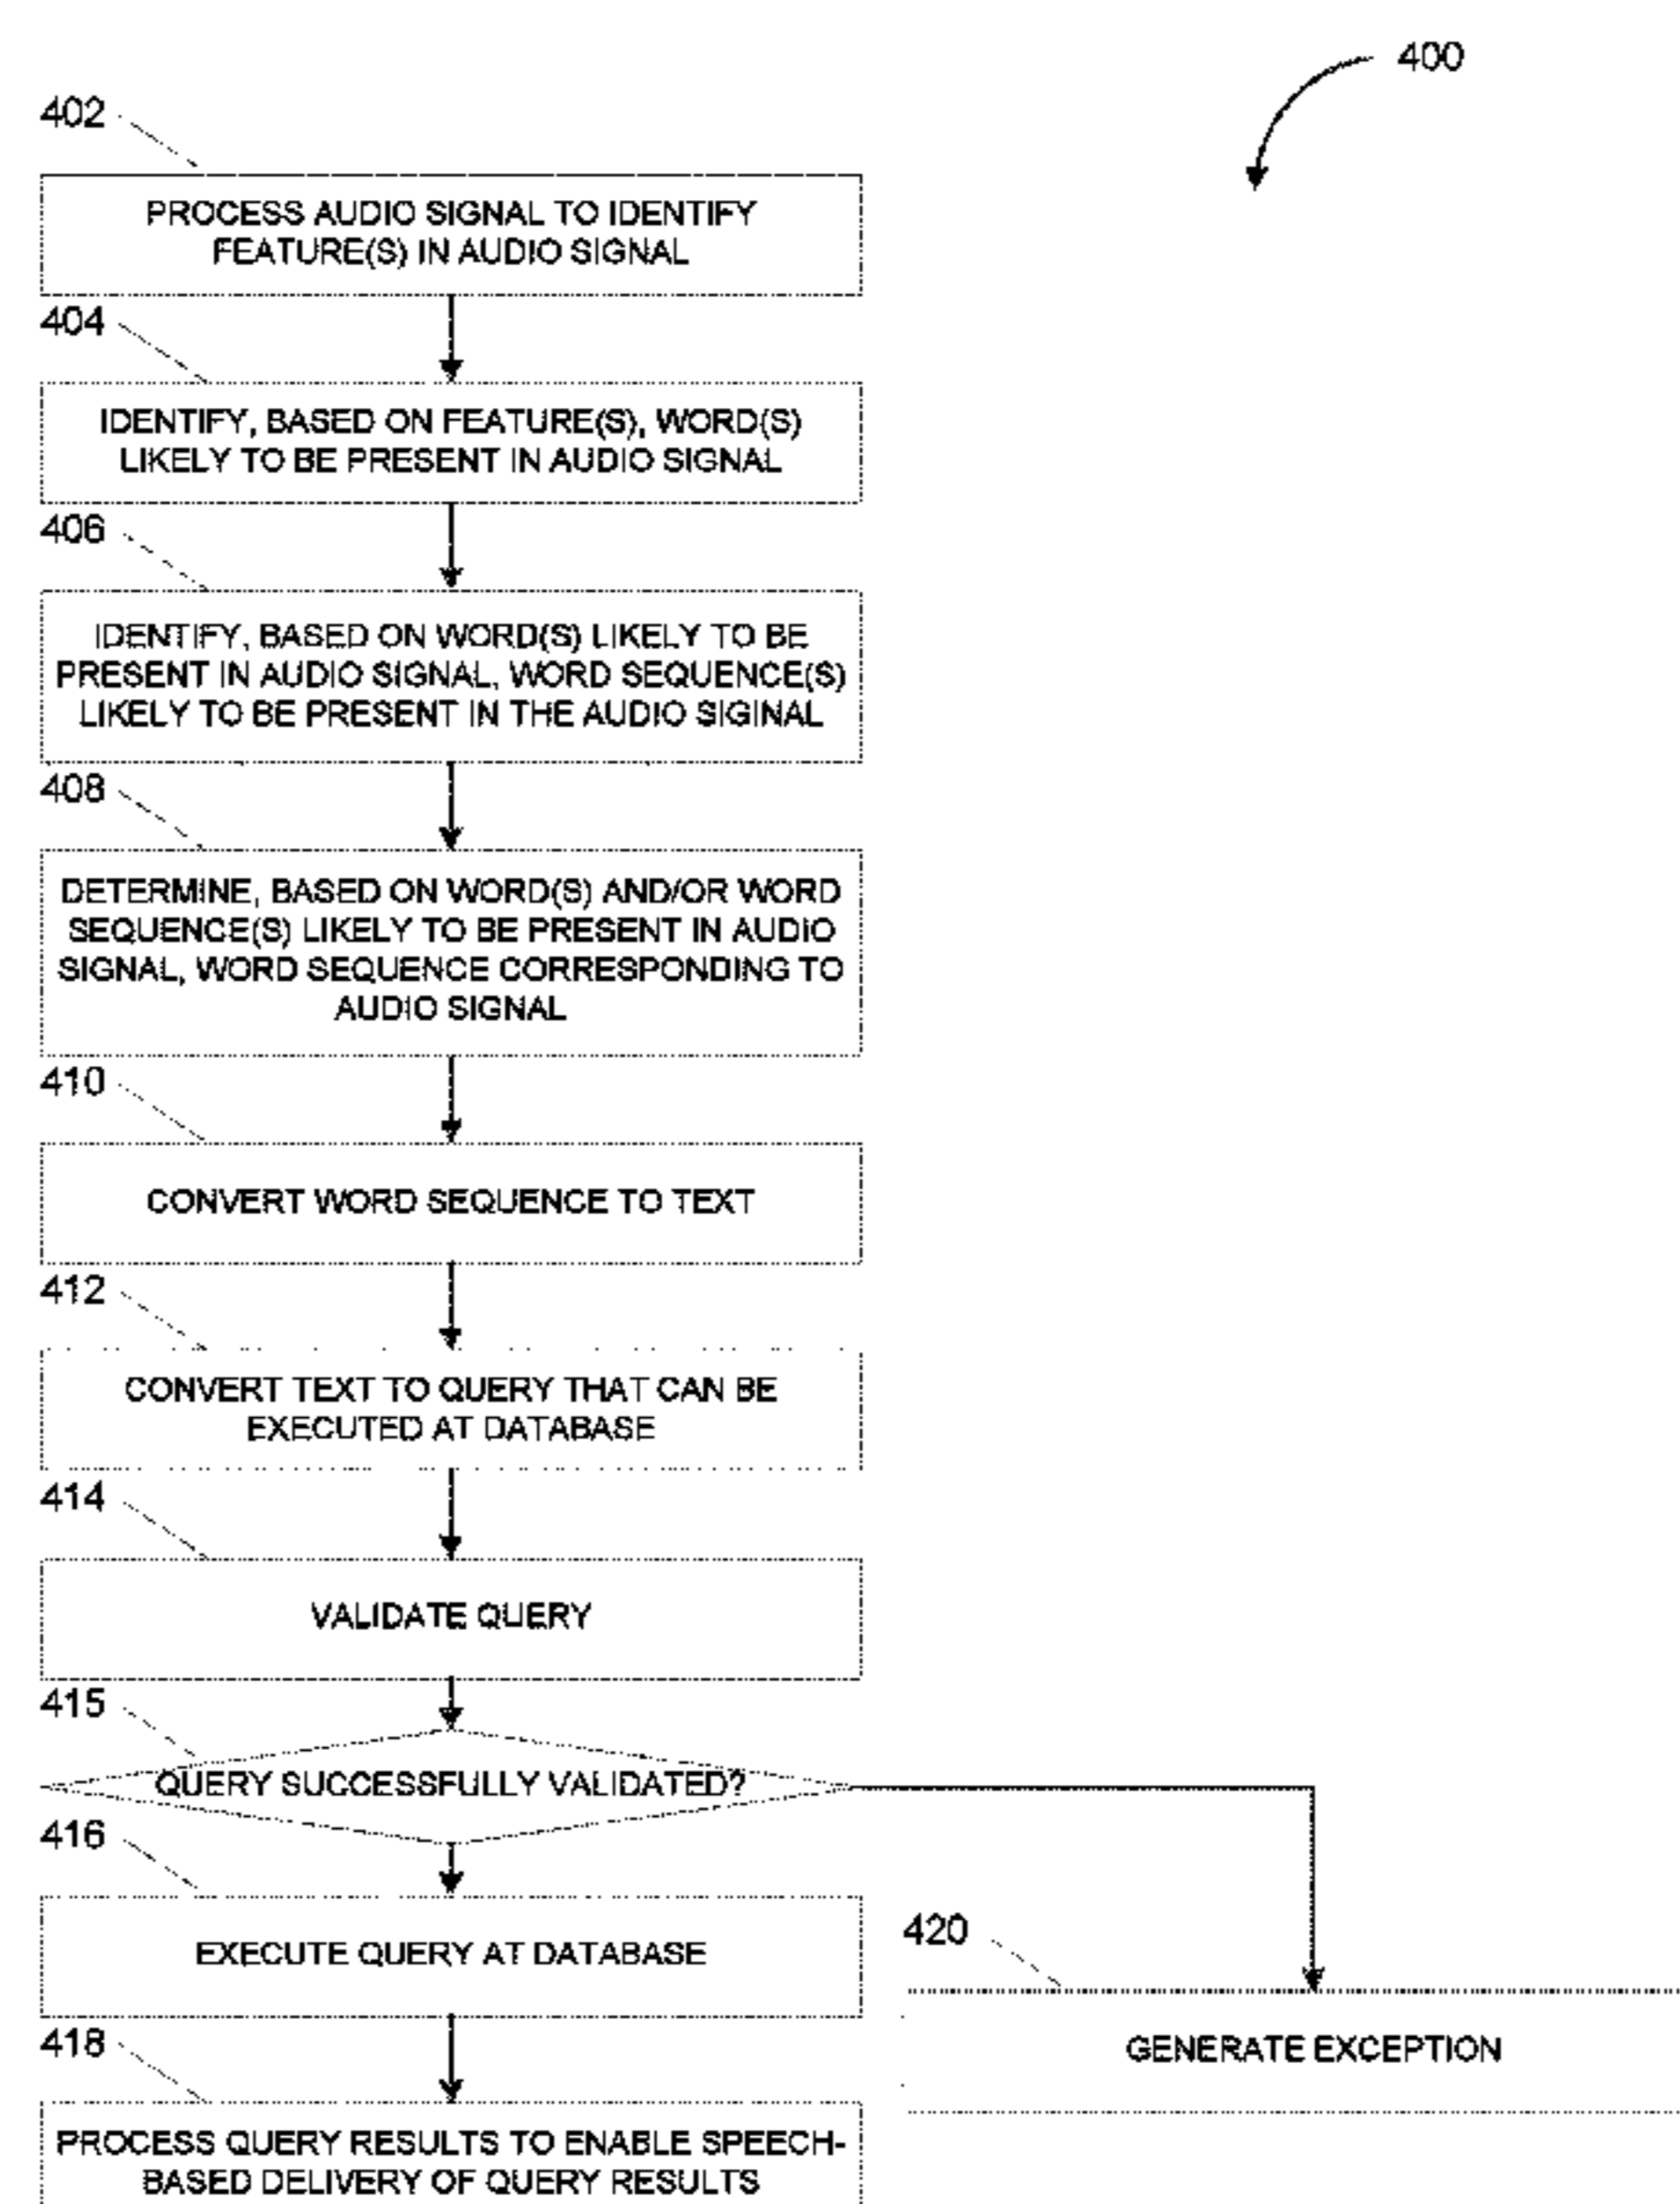 400
402
PROCESS AUDIO SIGNAL TO IDENTIFY
FEATURE(S) IN AUDIO SIGNAL
404
IDENTIFY, BASED ON FEATURE(S), WORD(S)
LIKELY TO BE PRESENT IN AUDIO SIGNAL
406
IDENTIFY, BASED ON WORD(S) LIKELY TO BE
PRESENT IN AUDIO SIGNAL, WORD SEQUENCE(S)
LIKELY TO BE PRESENT IN THE AUDIO SIGINAL
408
DETERMINE, BASED ON WORD(S) AND/OR WORD
SEQUENCE(S) LIKELY TO BE PRESENT IN AUDIO
SIGNAL, WORD SEQUENCE CORRESPONDING TO
AUDIO SIGNAL
410
CONVERT WORD SEQUENCE TO TEXT
412
CONVERT TEXT TO QUERY THAT CAN BE
EXECUTED AT DATABASE
414
VALIDATE QUERY
415
QUERY SUCCESSFULLY VALIDATED?
416
EXECUTE QUERY AT DATABASE
420
GENERATE EXCEPTION
418
PROCESS QUERY RESULTS TO ENABLE SPEECH-
BASED DELIVERY OF QUERY RESULTS